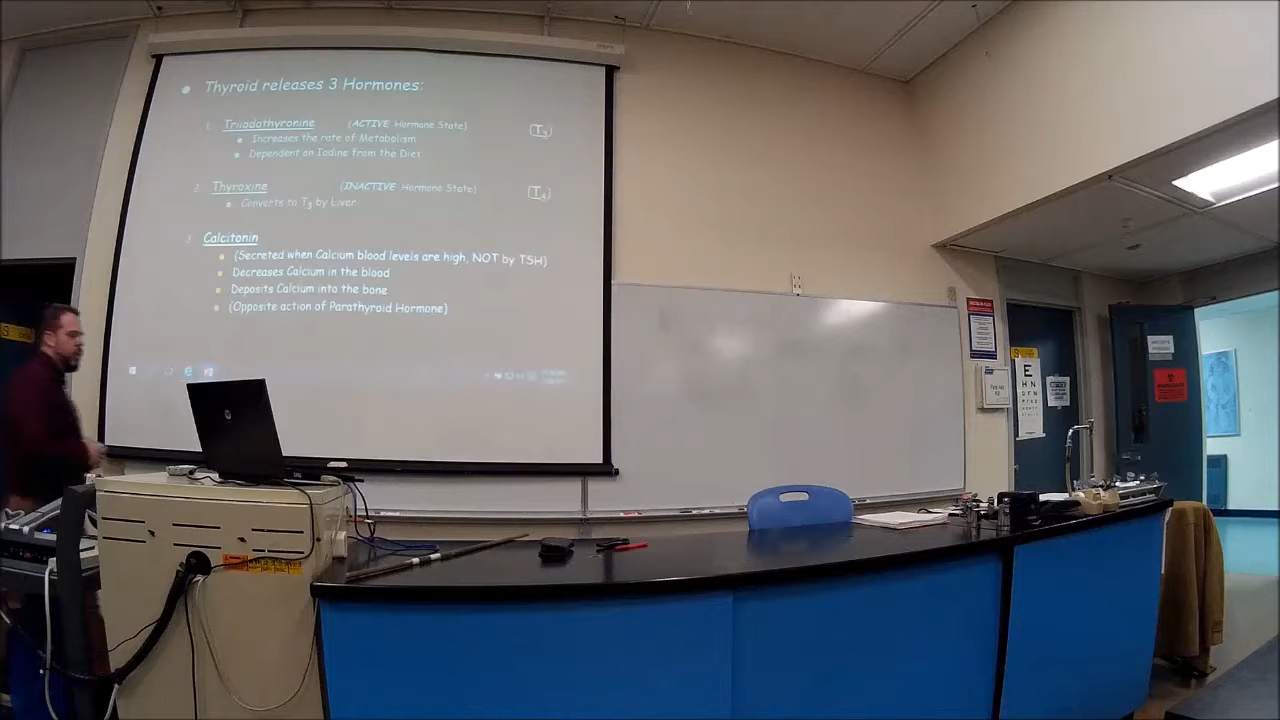 Thyroid releases 3 Hormones:
1. Triiodothyronine (ACTIVE Hormone State) (T3)
Increases the rate of Metabolism
Dependent on Iodine from the Diet
2. Thyroxine (INACTIVE Hormone State) (T4)
Converts to T3 by Liver
3. Calcitonin
(Secreted when Calcium blood levels are high, NOT by TSH)
Decreases Calcium in the blood
Deposits Calcium into the bone
(Opposite action of Parathyroid Hormone)
First Aid
Kit
E
H N
D F N